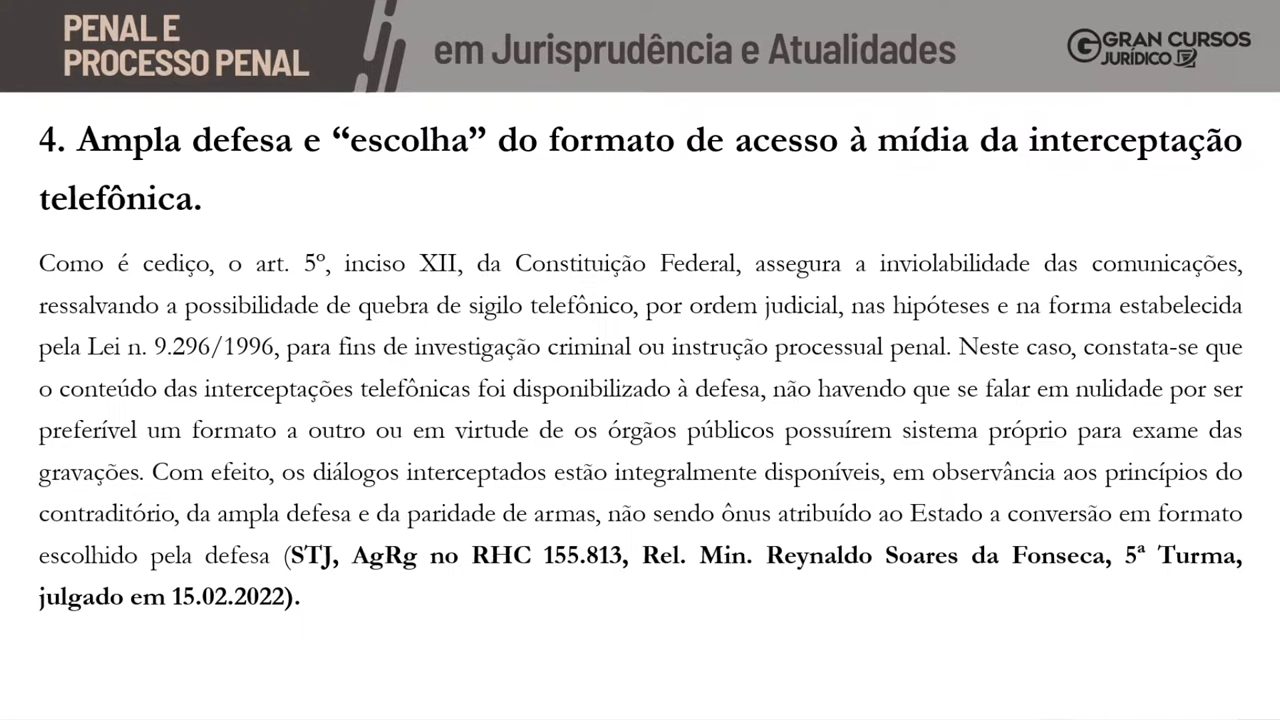 PENAL E
PROCESSO PENAL
em Jurisprudência e Atualidades
GRAN CURSOS
JURÍDICO
4. Ampla defesa e “escolha” do formato de acesso à mídia da interceptação
telefônica.
Como é cediço, o art. 5º, inciso XII, da Constituição Federal, assegura a inviolabilidade das comunicações,
ressalvando a possibilidade de quebra de sigilo telefônico, por ordem judicial, nas hipóteses e na forma estabelecida
pela Lei n. 9.296/1996, para fins de investigação criminal ou instrução processual penal. Neste caso, constata-se que
o conteúdo das interceptações telefônicas foi disponibilizado à defesa, não havendo que se falar em nulidade por ser
preferível um formato a outro ou em virtude de os órgãos públicos possuírem sistema próprio para exame das
gravações. Com efeito, os diálogos interceptados estão integralmente disponíveis, em observância aos princípios do
contraditório, da ampla defesa e da paridade de armas, não sendo ônus atribuído ao Estado a conversão em formato
escolhido pela defesa (STJ, AgRg no RHC 155.813, Rel. Min. Reynaldo Soares da Fonseca, 5ª Turma,
julgado em 15.02.2022).